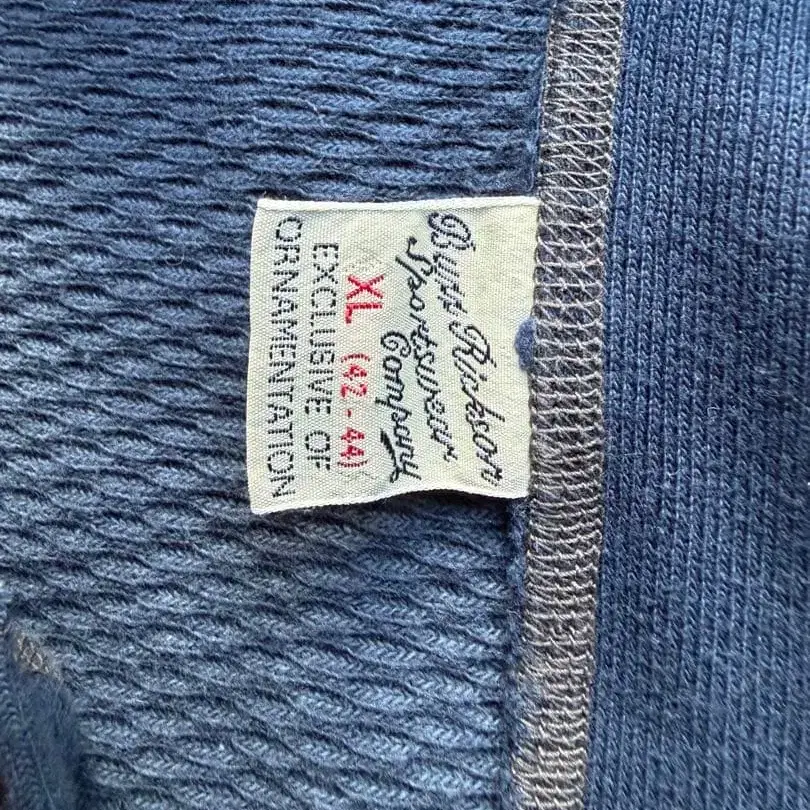 Buzz Rickson
Sportswear
Company
XL (42-44)
EXCLUSIVE OF
ORNAMENTATION